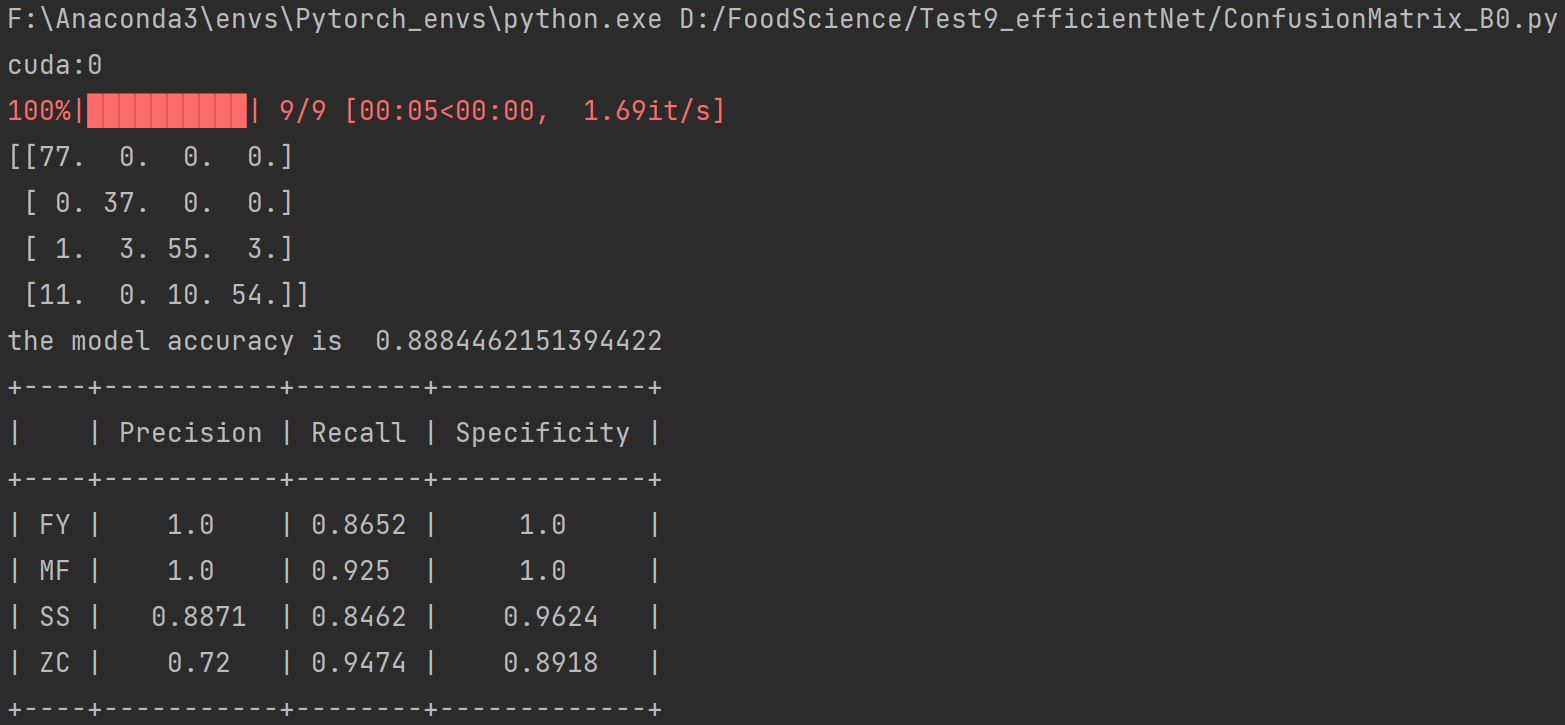 F:\Anaconda3\envs\Pytorch_envs\python.exe D:/FoodScience/Test9_efficientNet/ConfusionMatrix_B0.py
cuda:0
100%|██████████| 9/9 [00:05<00:00,  1.69it/s]
[[77.  0.  0.  0.]
 [ 0. 37.  0.  0.]
 [ 1.  3. 55.  3.]
 [11.  0. 10. 54.]]
the model accuracy is  0.8884462151394422
+----+-----------+--------+-------------+
|    | Precision | Recall | Specificity |
+----+-----------+--------+-------------+
| FY |    1.0    | 0.8652 |     1.0     |
| MF |    1.0    | 0.925  |     1.0     |
| SS |   0.8871  | 0.8462 |    0.9624   |
| ZC |    0.72   | 0.9474 |    0.8918   |
+----+-----------+--------+-------------+